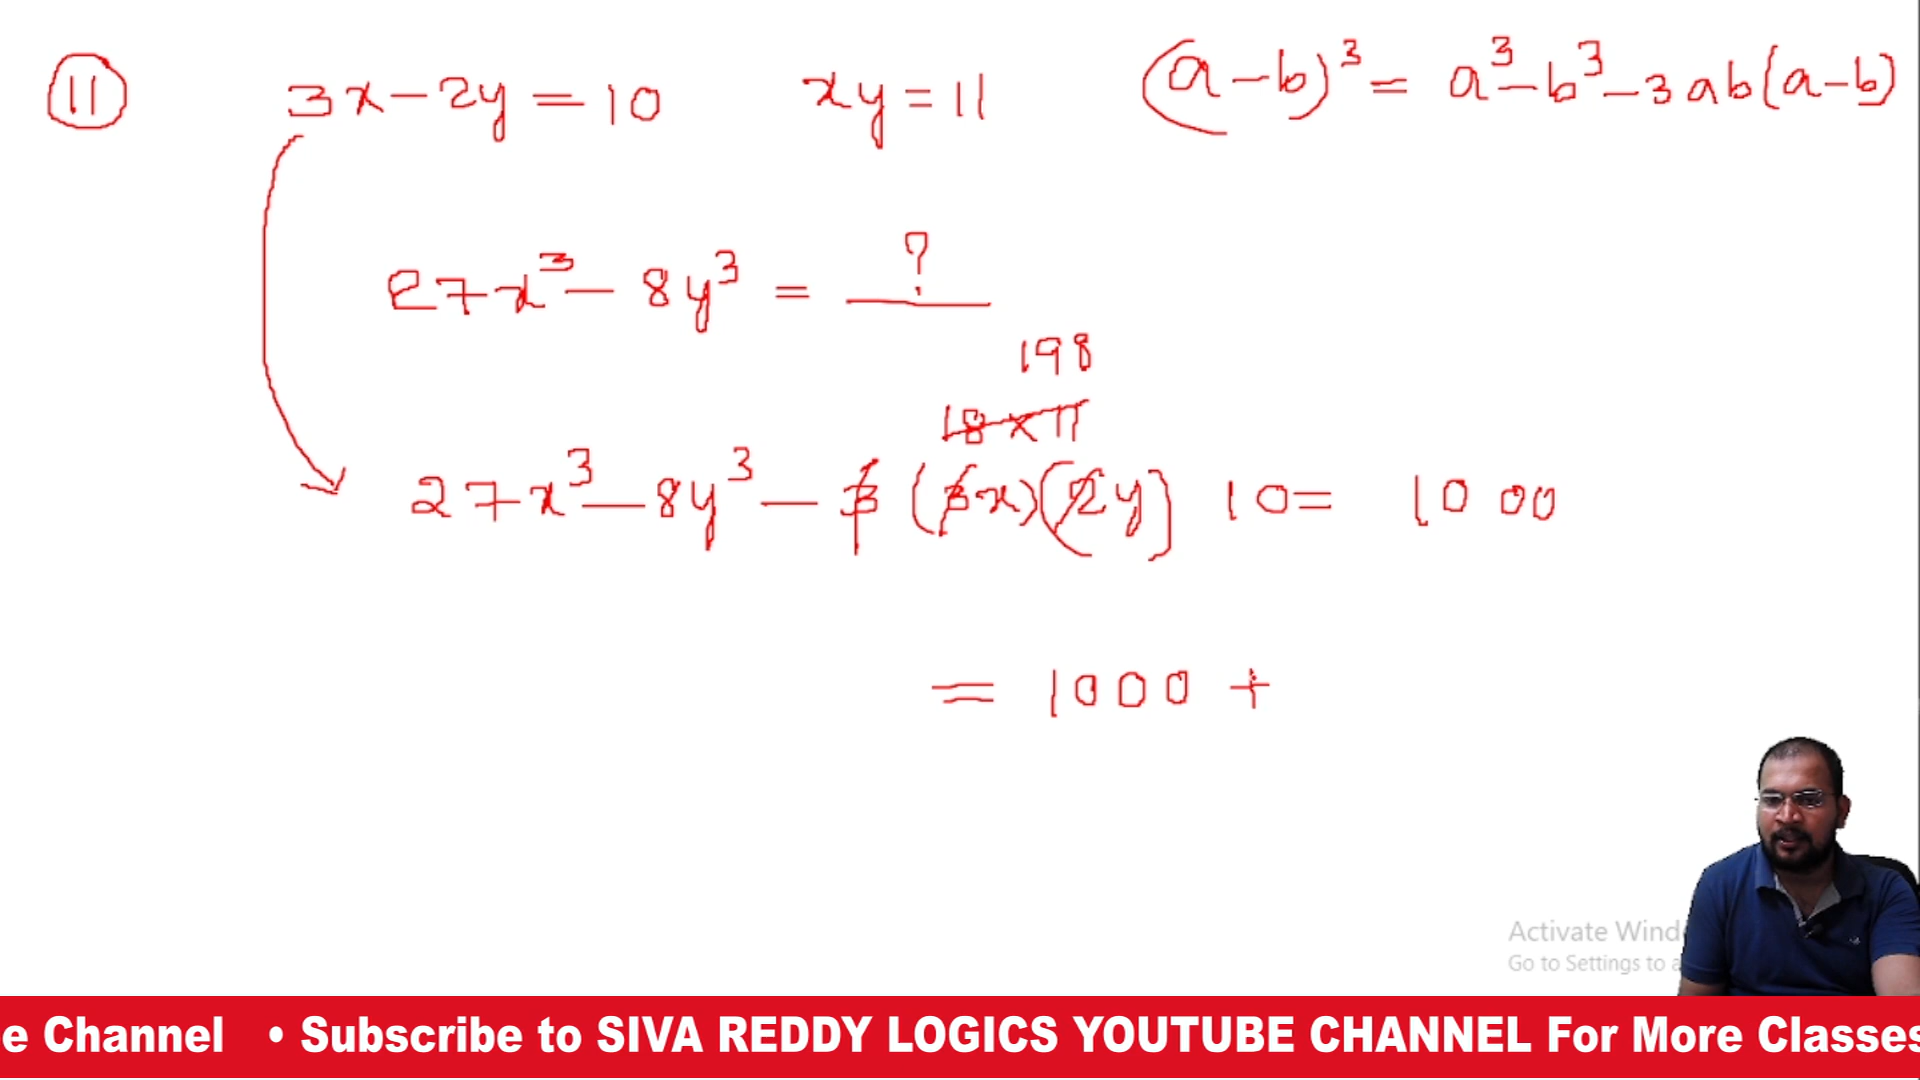 11 3x-2y=10 xy=11 (a-b)³= a³-b³-3ab(a-b)
27x³- 8y³ = ?
198
18×11
27x³-8y³- 3 (3x)(2y) 10= 1000
= 1000 +
Activate Wind
Go to Settings to a
e Channel • Subscribe to SIVA REDDY LOGICS YOUTUBE CHANNEL For More Classes